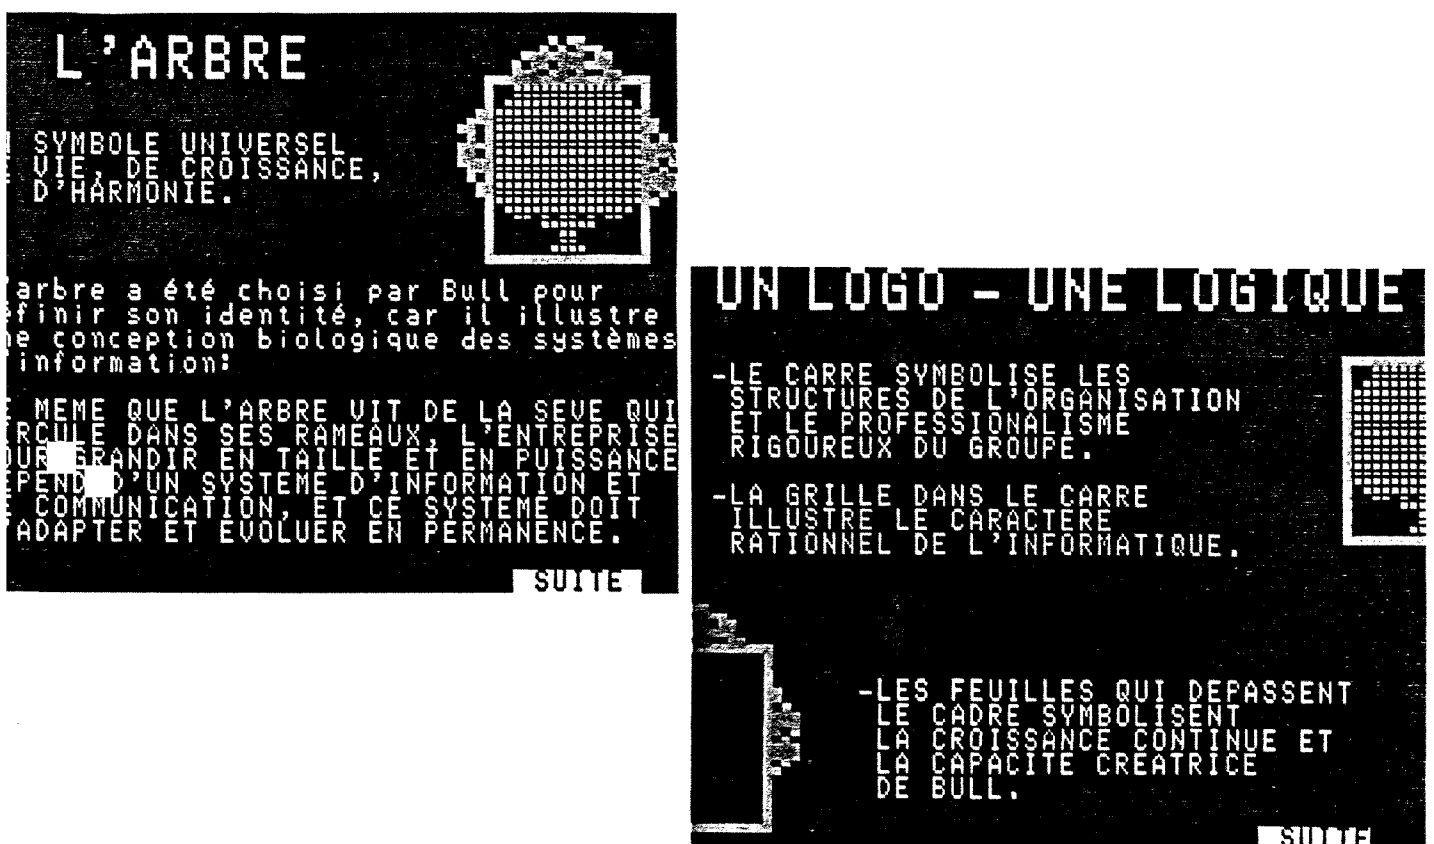 L'ARBRE
SYMBOLE UNIVERSEL
VIE, DE CROISSANCE,
D'HARMONIE.
'arbre a été choisi par Bull pour
éfinir son identité, car il illustre
ne conception biologique des systèmes
'information:
E MEME QUE L'ARBRE VIT DE LA SEVE QUI
IRCULE DANS SES RAMEAUX, L'ENTREPRISE
OUR GRANDIR EN TAILLE ET EN PUISSANCE
EPEND D'UN SYSTEME D'INFORMATION ET
E COMMUNICATION, ET CE SYSTEME DOIT
'ADAPTER ET EVOLUER EN PERMANENCE.
SUITE
UN LOGO - UNE LOGIQUE
-LE CARRE SYMBOLISE LES
STRUCTURES DE L'ORGANISATION
ET LE PROFESSIONALISME
RIGOUREUX DU GROUPE.
-LA GRILLE DANS LE CARRE
ILLUSTRE LE CARACTERE
RATIONNEL DE L'INFORMATIQUE.
-LES FEUILLES QUI DEPASSENT
LE CADRE SYMBOLISENT
LA CROISSANCE CONTINUE ET
LA CAPACITE CREATRICE
DE BULL.
SUITE